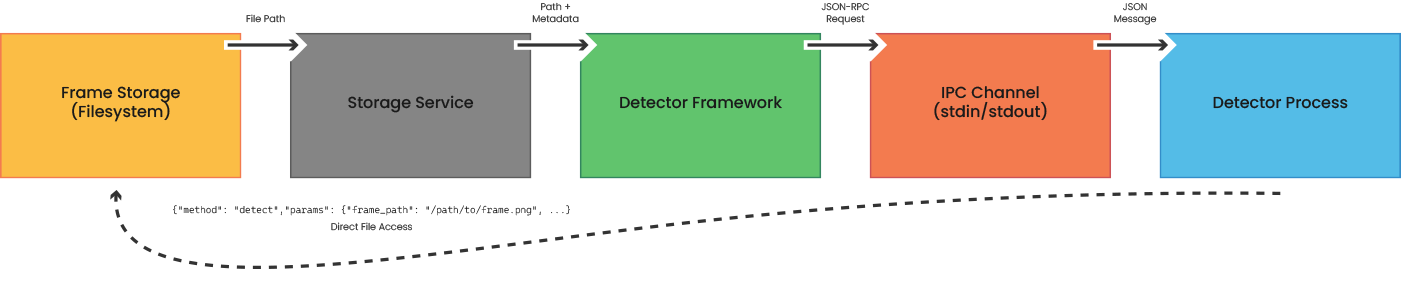 File Path
Path +
Metadata
JSON-RPC
Request
JSON
Message
Frame Storage
(Filesystem)
Storage Service
Detector Framework
IPC Channel
(stdin/stdout)
Detector Process
{"method": "detect","params": {"frame_path": "/path/to/frame.png", ...}
Direct File Access